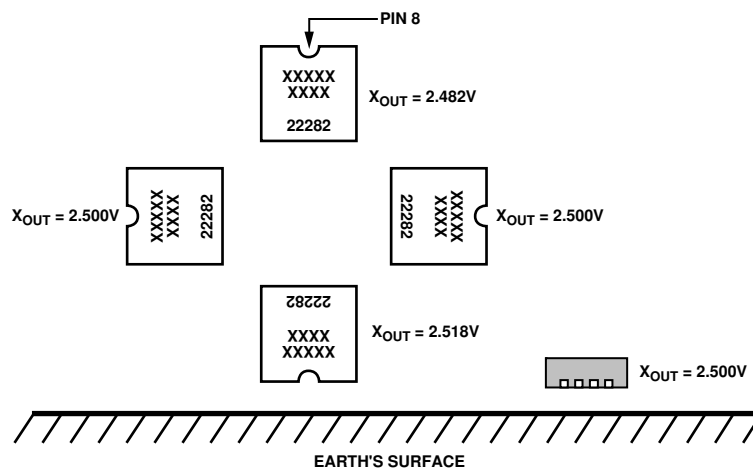 PIN 8
XXXXX
XXXX
22282
X_OUT = 2.482V
X_OUT = 2.500V
XXXXX
XXXX
22282
22282
XXXX
XXXXX
X_OUT = 2.500V
22282
XXXX
XXXXX
X_OUT = 2.518V
X_OUT = 2.500V
EARTH'S SURFACE